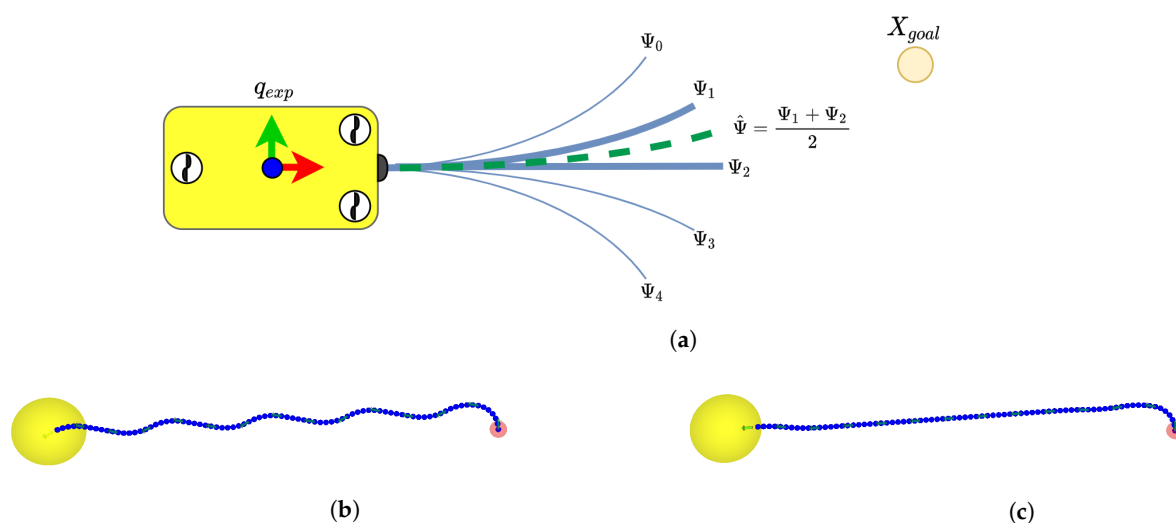 X_goal
Ψ_0
q_exp
Ψ_1
Ψ̂ = (Ψ_1 + Ψ_2) / 2
Ψ_2
Ψ_3
Ψ_4
(a)
(b)
(c)